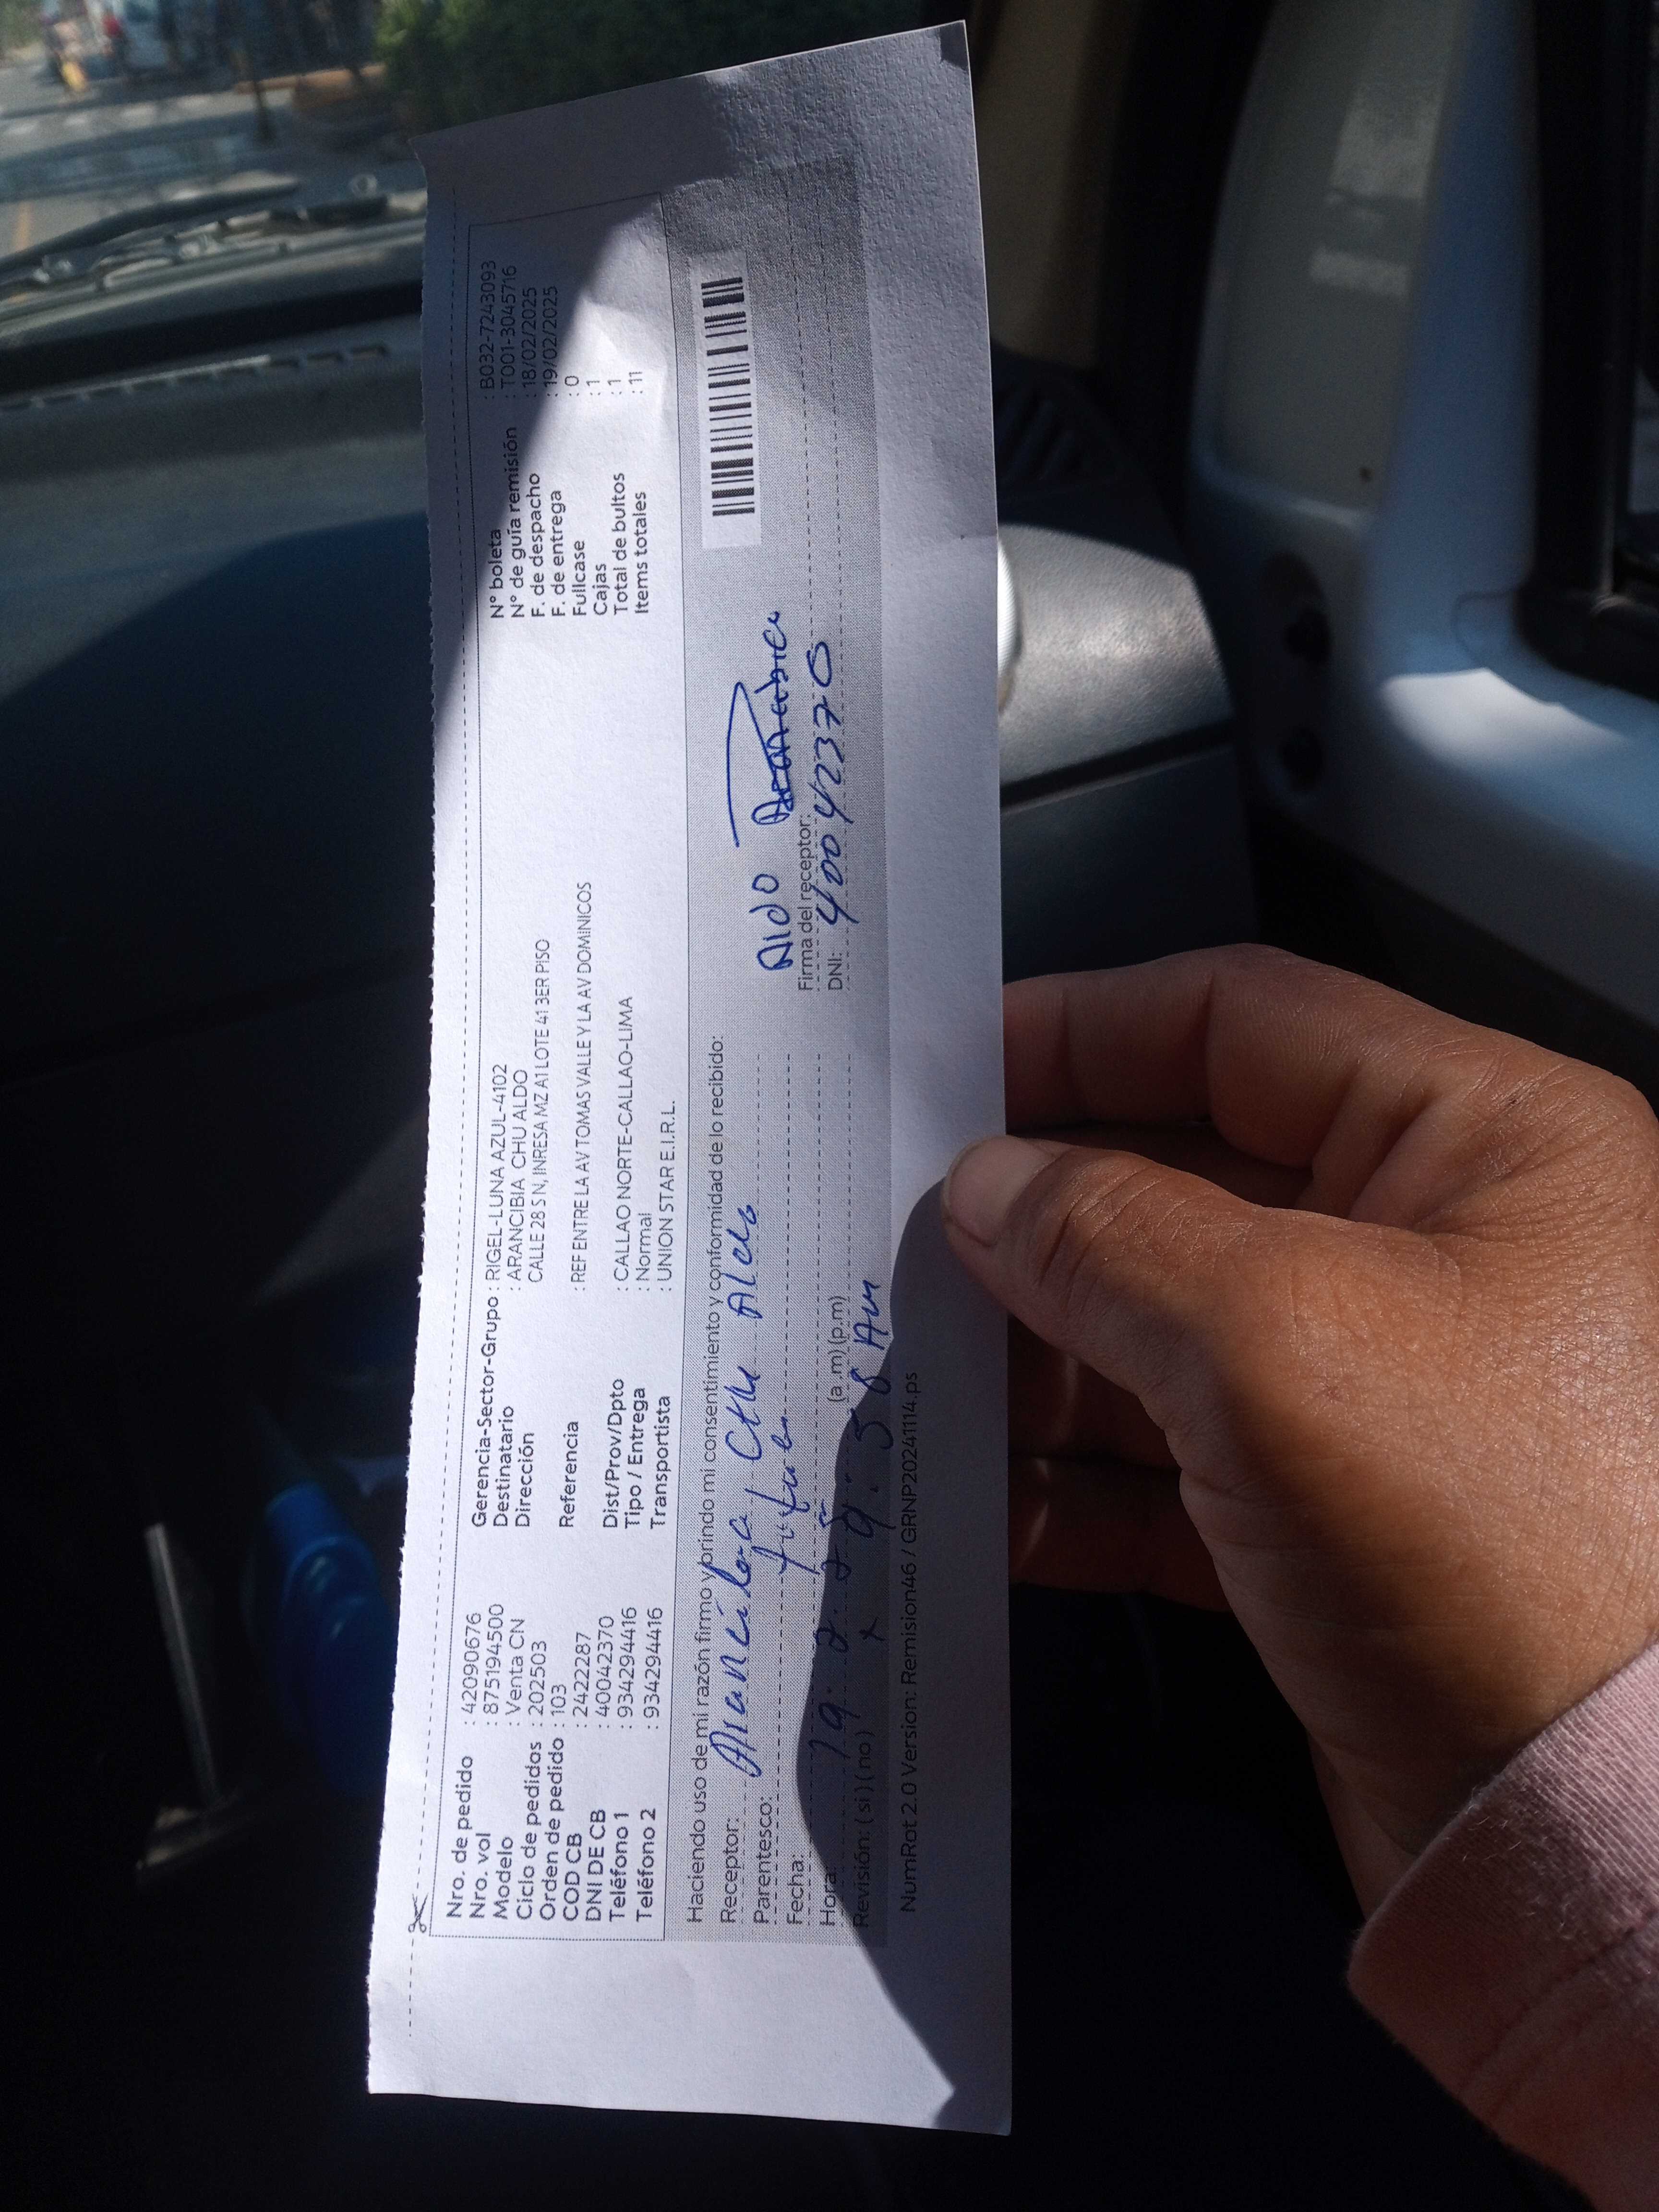 Nro. de pedido : 42090676
Nro. vol : 875194500
Modelo : Venta CN
Ciclo de pedidos : 202503
Orden de pedido : 103
COD CB : 2422287
DNI DE CB : 40042370
Teléfono 1 : 934294416
Teléfono 2 : 934294416
Gerencia-Sector-Grupo : RIGEL-LUNA AZUL-4102
Destinatario : ARANCIBIA CHU ALDO
Dirección CALLE 28 S N, INRESA MZ A1 LOTE 41 3ER PISO
Referencia : REF ENTRE LA AV TOMAS VALLE Y LA AV DOMINICOS
Dist/Prov/Dpto : CALLAO NORTE-CALLAO-LIMA
Tipo / Entrega : Normal
Transportista : UNION STAR E.I.R.L.
N° boleta : B032-7243093
N° de guía remisión : T001-3045716
F. de despacho : 18/02/2025
F. de entrega : 19/02/2025
Fullcase : 0
Cajas : 1
Total de bultos : 1
Items totales : 11
Haciendo uso de mi razón firmo y brindo mi consentimiento y conformidad de lo recibido:
Receptor: Arancibia Chu Aldo
Parentesco:
Fecha: 19
Hora: 9:38 AM (a.m) (p.m)
Revisión: ( si ) ( no )
Aldo
Firma del receptor:
DNI: 40042370
NumRot 2.0 Version: Remision46 / GRNP20241114.ps